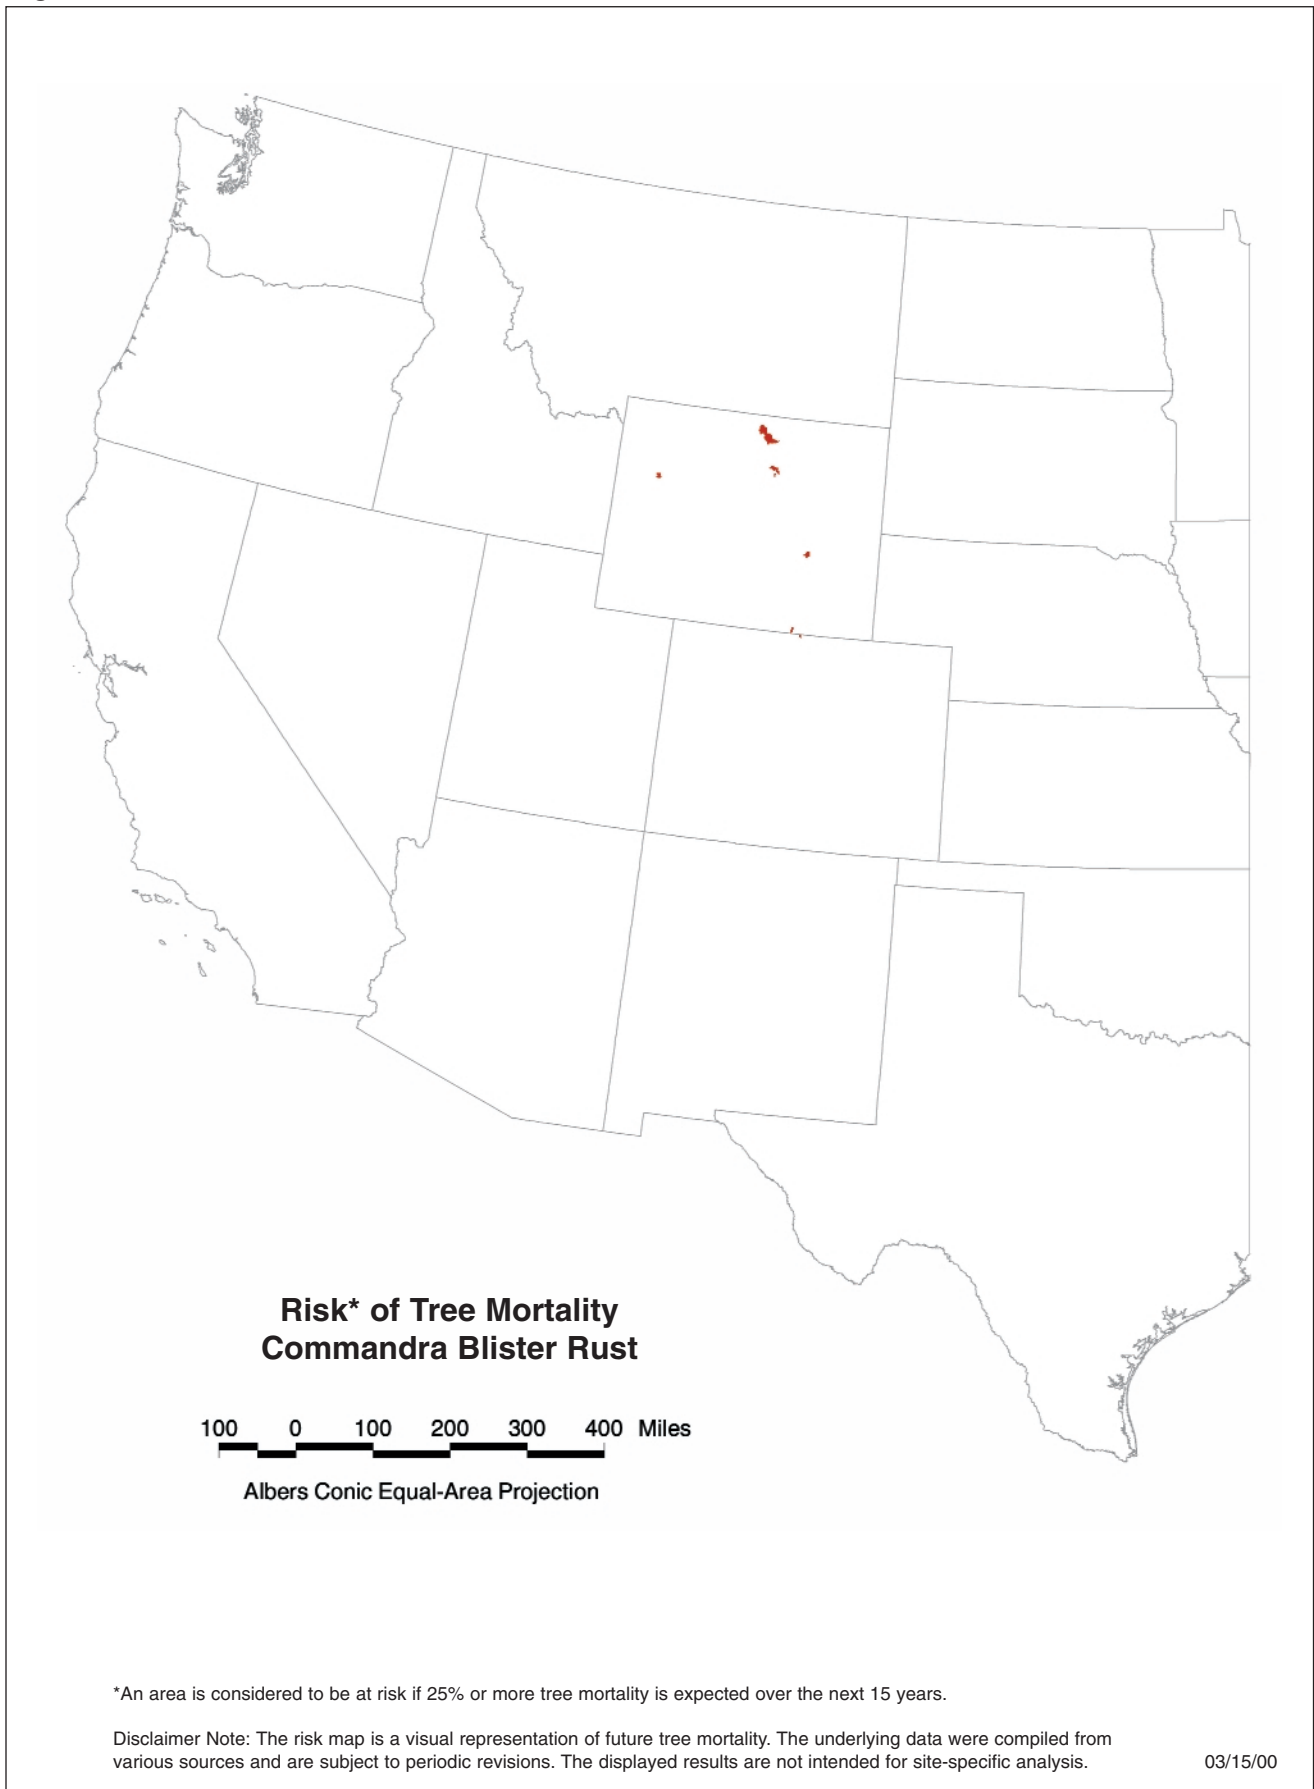 Risk* of Tree Mortality
Commandra Blister Rust
100 0 100 200 300 400 Miles
Albers Conic Equal-Area Projection
*An area is considered to be at risk if 25% or more tree mortality is expected over the next 15 years.
Disclaimer Note: The risk map is a visual representation of future tree mortality. The underlying data were compiled from
various sources and are subject to periodic revisions. The displayed results are not intended for site-specific analysis. 03/15/00